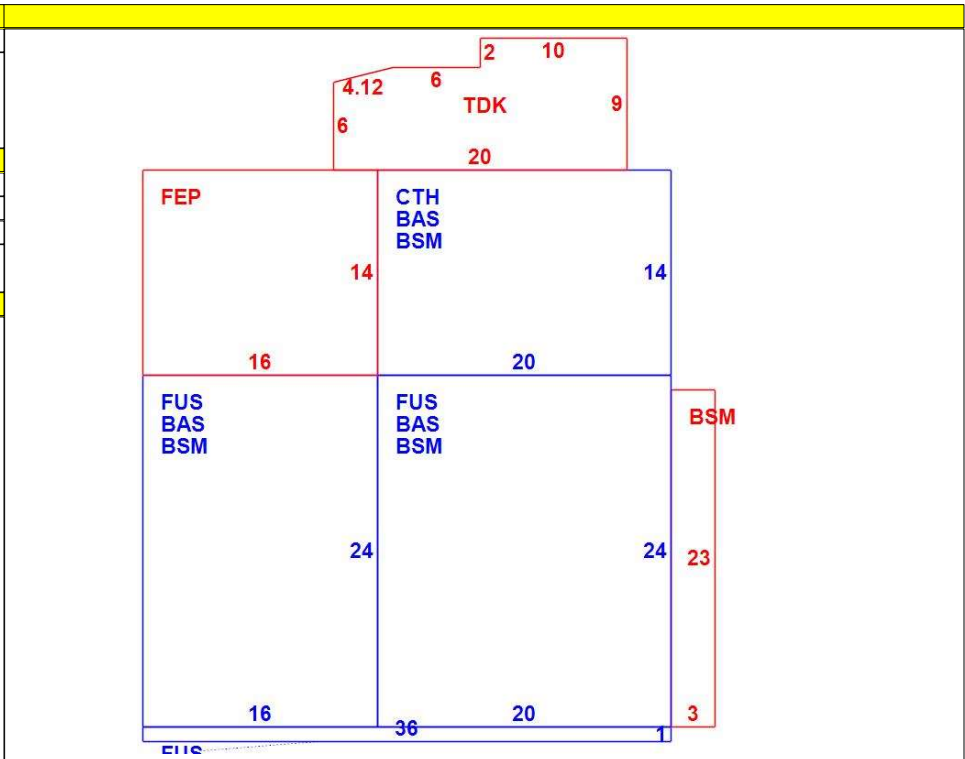 2 10
4.12 6
TDK 9
6
20
FEP
CTH
BAS
BSM
14 14
16 20
FUS
BAS
BSM
FUS
BAS
BSM
BSM
24 24 23
16 20 3
36
1
FUS